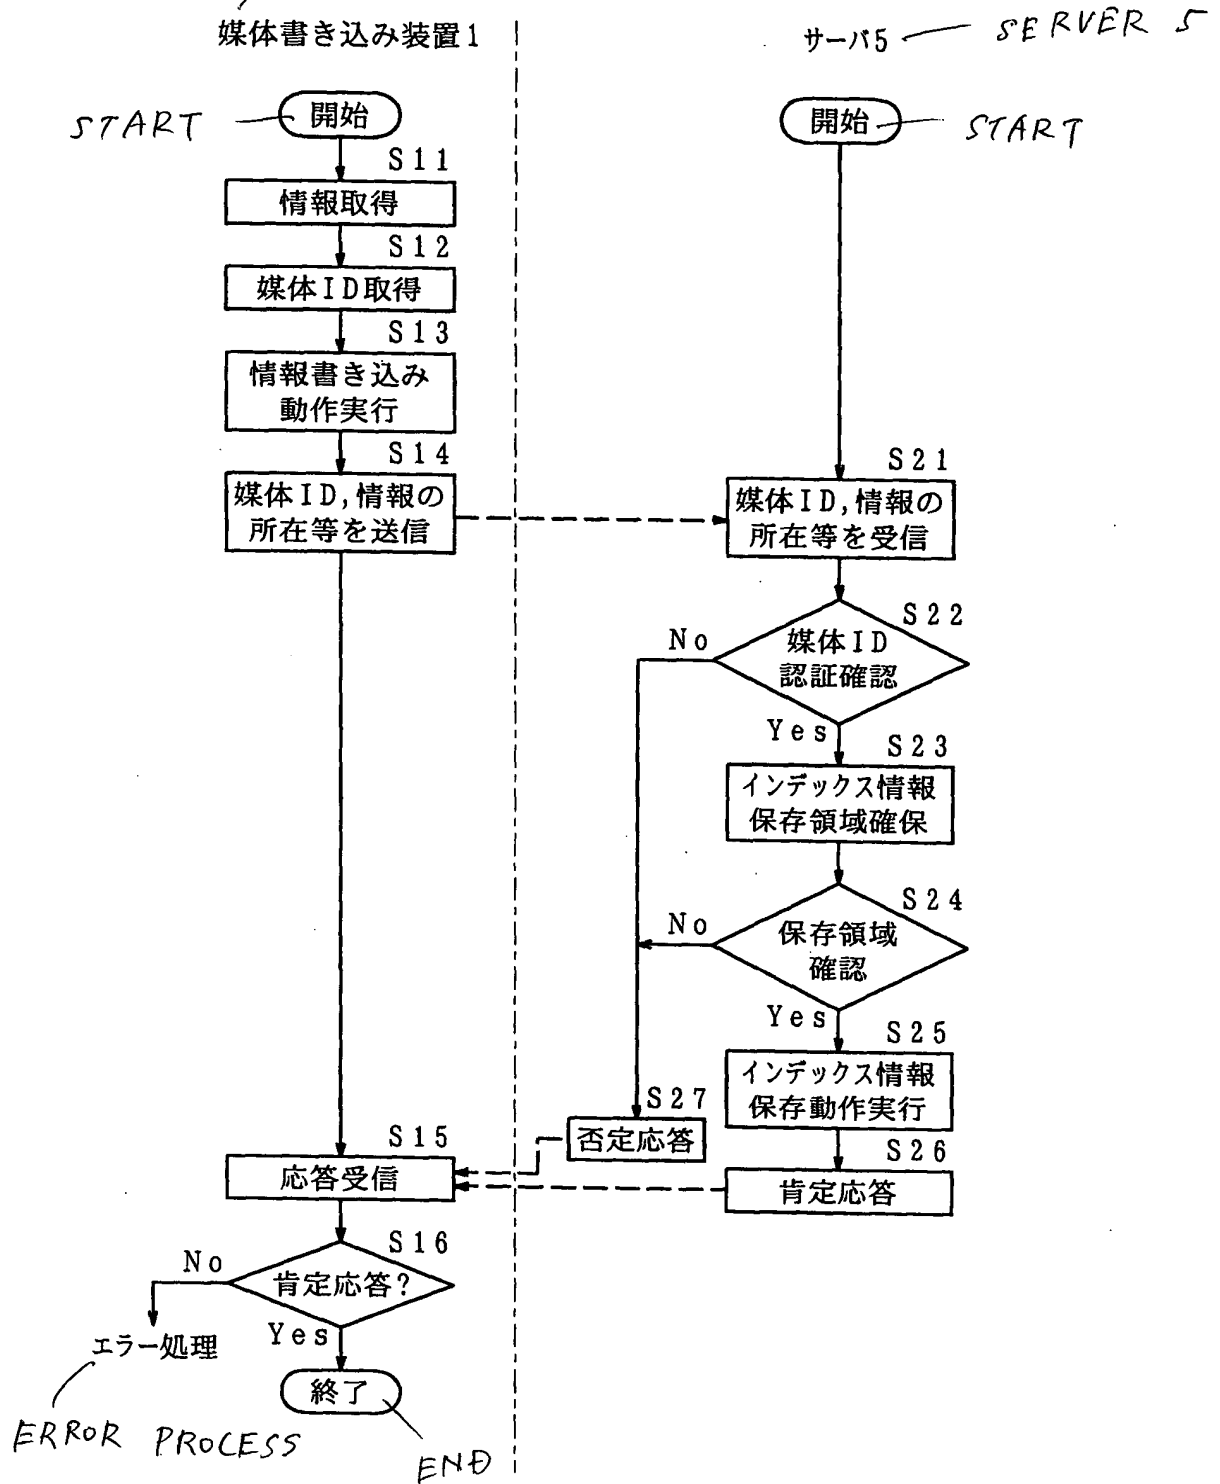 媒体書き込み装置1
サーバ5
SERVER 5
START
開始
開始
START
S11
情報取得
S12
媒体ID取得
S13
情報書き込み
動作実行
S14
媒体ID,情報の
所在等を送信
S21
媒体ID,情報の
所在等を受信
S22
No
媒体ID
認証確認
Yes
S23
インデックス情報
保存領域確保
S24
No
保存領域
確認
Yes
S25
インデックス情報
保存動作実行
S27
否定応答
S26
肯定応答
S15
応答受信
S16
No
肯定応答?
Yes
エラー処理
終了
ERROR PROCESS
END